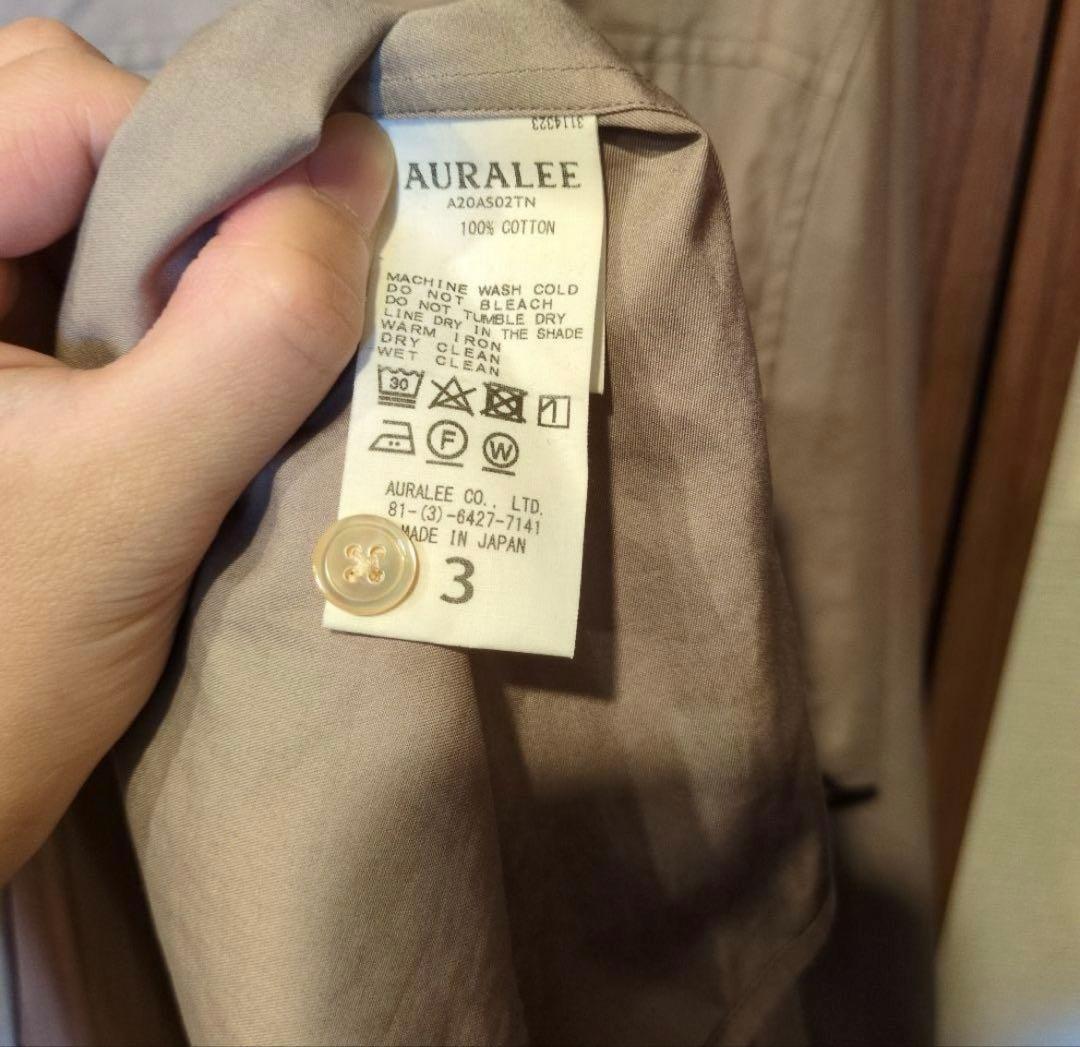 3114323
AURALEE
A20AS02TN
100% COTTON
MACHINE WASH COLD
DO NOT BLEACH
DO NOT TUMBLE DRY
LINE DRY IN THE SHADE
WARM IRON
DRY CLEAN
WET CLEAN
30
F W
AURALEE CO., LTD.
81-(3)-6427-7141
MADE IN JAPAN
3